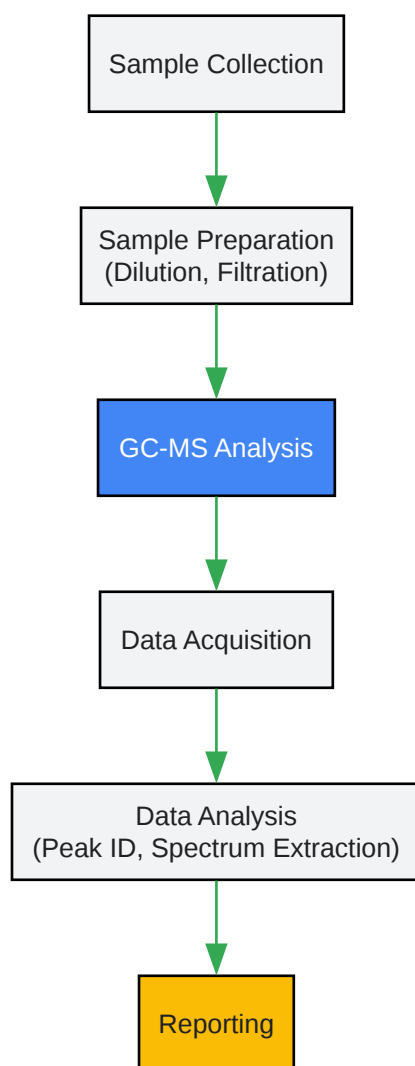 Sample Collection
Sample Preparation
(Dilution, Filtration)
GC-MS Analysis
Data Acquisition
Data Analysis
(Peak ID, Spectrum Extraction)
Reporting